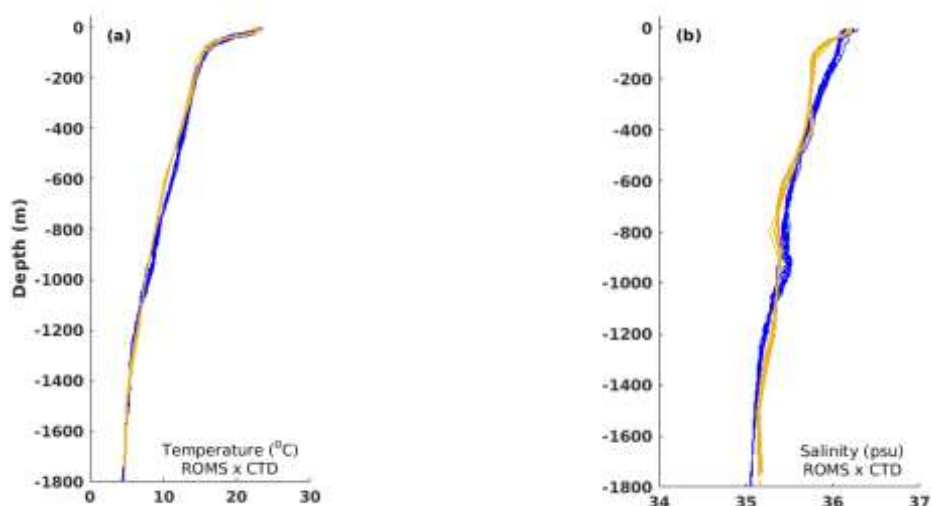 (a)
0
-200
-400
-600
-800
-1000
-1200
-1400
-1600
-1800
Depth (m)
Temperature (⁰C)
ROMS x CTD
0 10 20 30
(b)
0
-200
-400
-600
-800
-1000
-1200
-1400
-1600
-1800
Salinity (psu)
ROMS x CTD
34 35 36 37